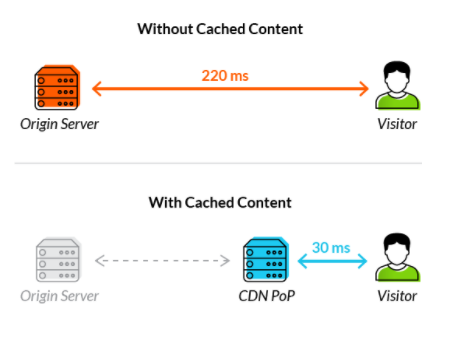 Without Cached Content
220 ms
Origin Server
Visitor
With Cached Content
30 ms
Origin Server
CDN PoP
Visitor